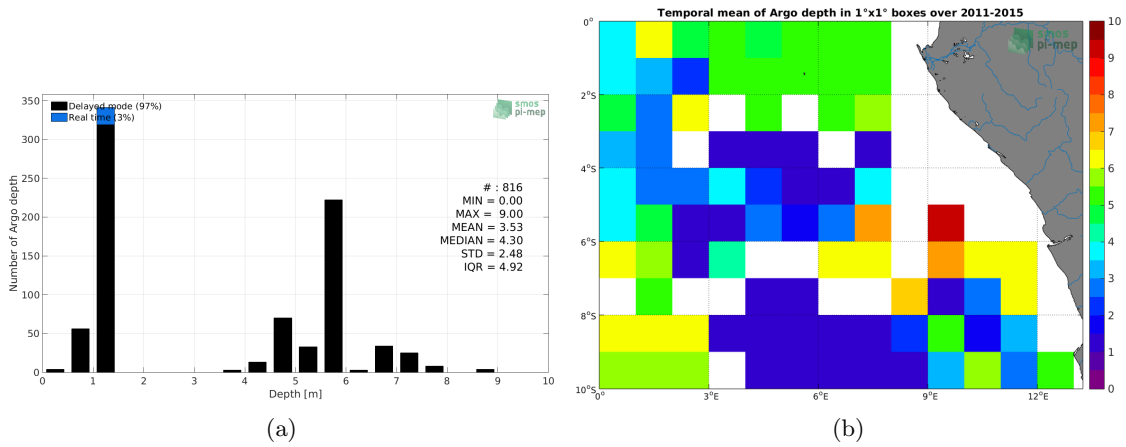 Temporal mean of Argo depth in 1°x1° boxes over 2011-2015
Delayed mode (97%)
Real time (3%)
smos
pi-mep
# : 816
MIN = 0.00
MAX = 9.00
MEAN = 3.53
MEDIAN = 4.30
STD = 2.48
IQR = 4.92
Number of Argo depth
350
300
250
200
150
100
50
0
0 1 2 3 4 5 6 7 8 9 10
Depth [m]
(a)
smos
pi-mep
0°
2°S
4°S
6°S
8°S
10°S
0° 3°E 6°E 9°E 12°E
10
9
8
7
6
5
4
3
2
1
0
(b)